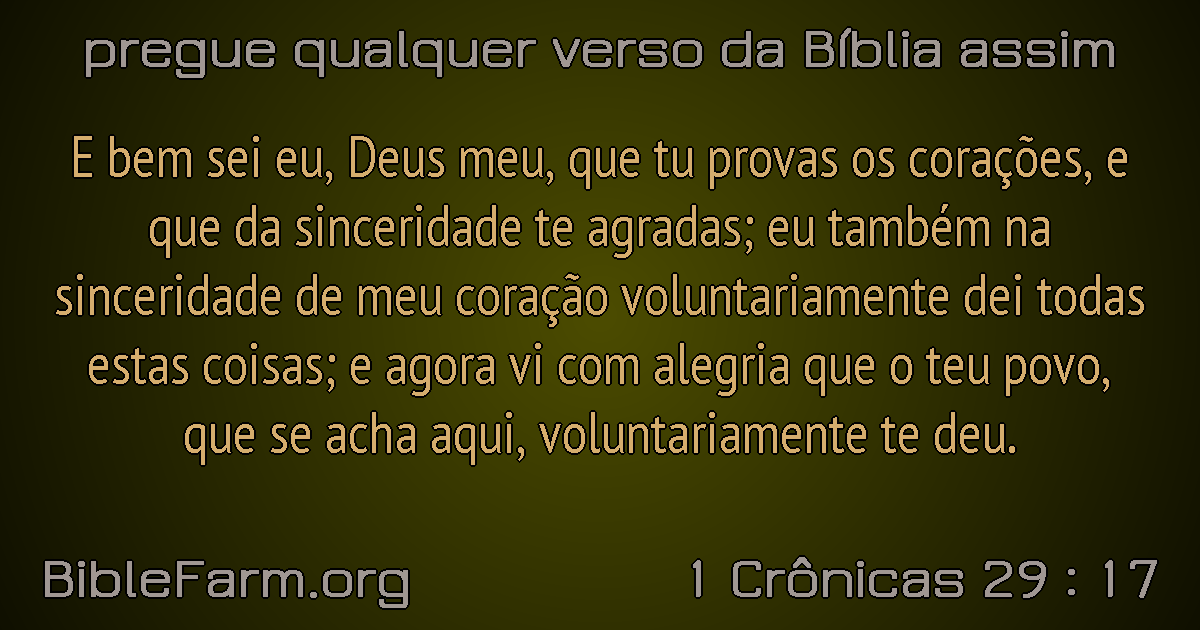 pregue qualquer verso da Bíblia assim
E bem sei eu, Deus meu, que tu provas os corações, e
que da sinceridade te agradas; eu também na
sinceridade de meu coração voluntariamente dei todas
estas coisas; e agora vi com alegria que o teu povo,
que se acha aqui, voluntariamente te deu.
BibleFarm.org
1 Crônicas 29 : 17